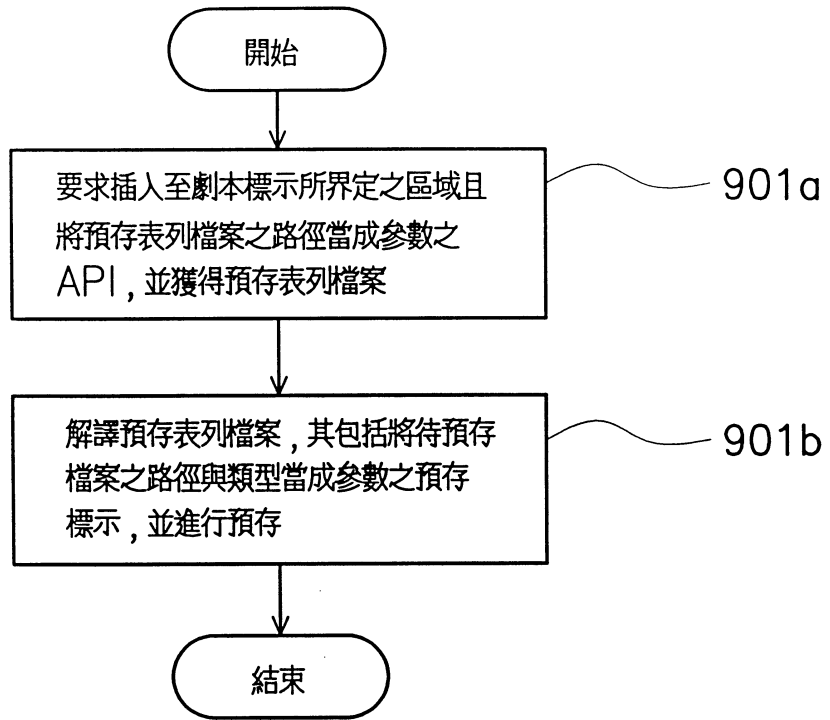 開始
要求插入至劇本標示所界定之區域且
將預存表列檔案之路徑當成參數之
API，並獲得預存表列檔案
901a
解譯預存表列檔案，其包括將待預存
檔案之路徑與類型當成參數之預存
標示，並進行預存
901b
結束